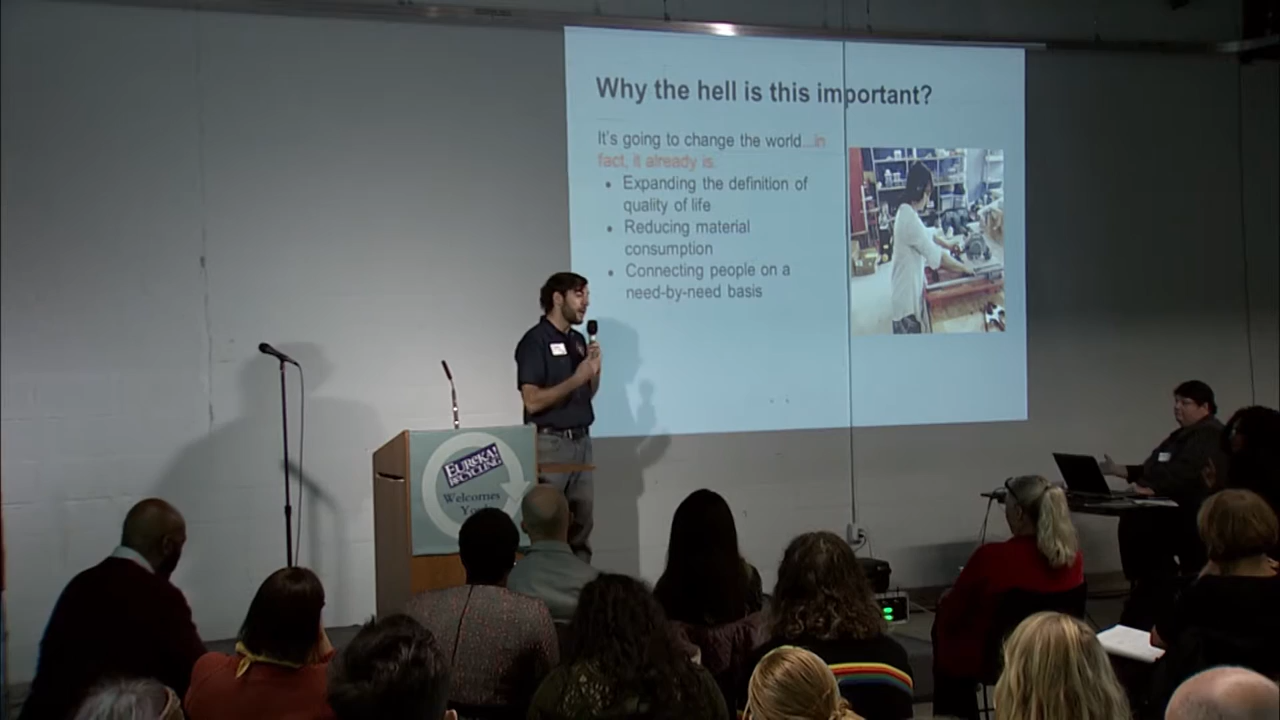 Why the hell is this important?
It's going to change the world...in
fact, it already is.
• Expanding the definition of
quality of life
• Reducing material
consumption
• Connecting people on a
need-by-need basis
EUREKA!
RECYCLING
Welcomes
You!